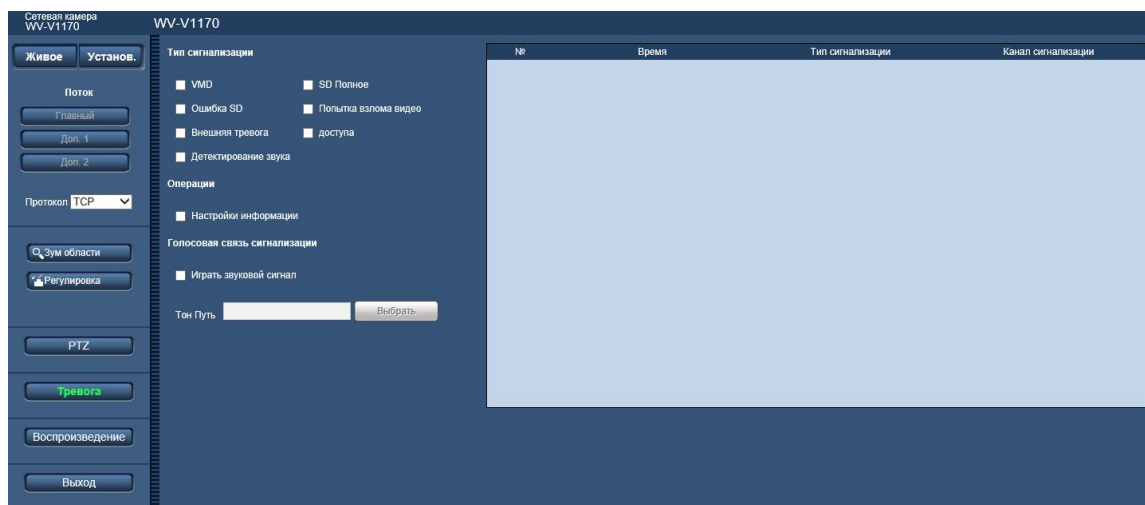 Сетевая камера
WV-V1170
WV-V1170
Живое
Установ.
Поток
Главный
Доп. 1
Доп. 2
Протокол TCP
Зум области
Регулировка
PTZ
Тревога
Воспроизведение
Выход
Тип сигнализации
VMD
SD Полное
Ошибка SD
Попытка взлома видео
Внешняя тревога
доступа
Детектирование звука
Операции
Настройки информации
Голосовая связь сигнализации
Играть звуковой сигнал
Тон Путь
Выбрать
№ Время Тип сигнализации Канал сигнализации